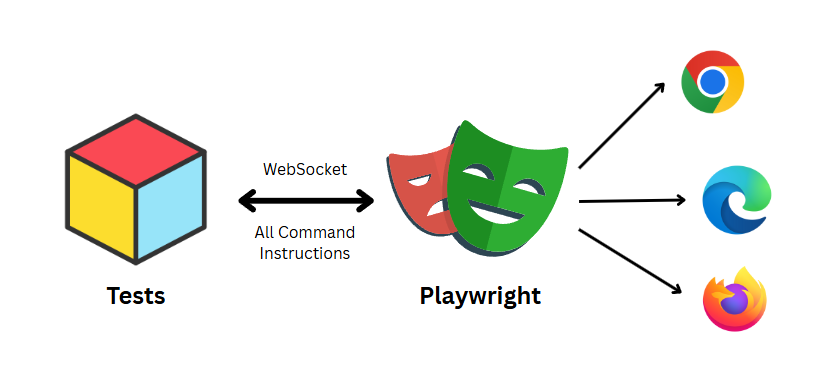 WebSocket
All Command
Instructions
Tests
Playwright